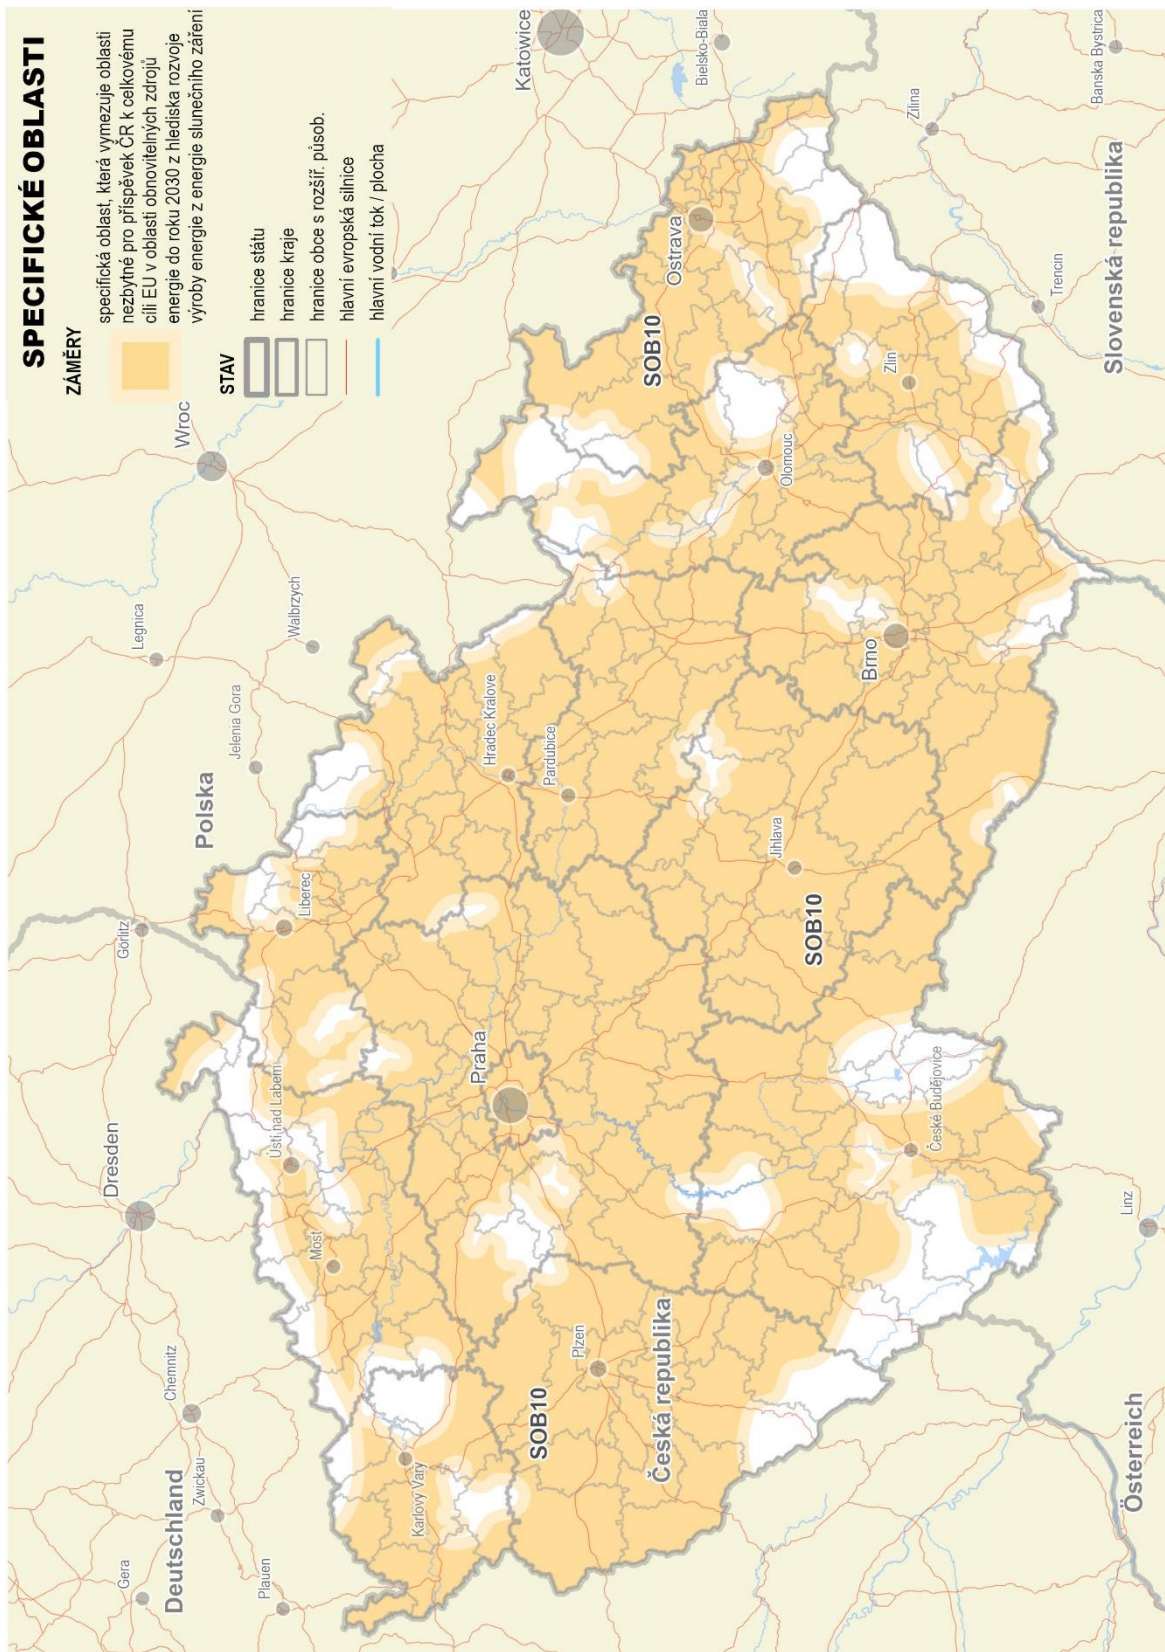 SPECIFICKÉ OBLASTI
ZÁMĚRY
specifická oblast, která vymezuje oblasti
nezbytné pro příspěvek ČR k celkovému
cíli EU v oblasti obnovitelných zdrojů
energie do roku 2030 z hlediska rozvoje
výroby energie z energie slunečního záření
STAV
hranice státu
hranice kraje
hranice obce s rozšíř. působ.
hlavní evropská silnice
hlavní vodní tok / plocha
Gera
Deutschland
Plauen
Zwickau
Chemnitz
Dresden
Görlitz
Polska
Jelenia Gora
Legnica
Walbrzych
Wroc
Katowice
Bielsko-Biala
Karlovy Vary
Most
Ústí nad Labem
Liberec
Praha
Hradec Kralove
Pardubice
SOB10
Plzen
Česká republika
SOB10
Jihlava
SOB10
Ostrava
Olomouc
Brno
Zlin
České Budějovice
Linz
Österreich
Zilina
Banska Bystrica
Trencin
Slovenská republika